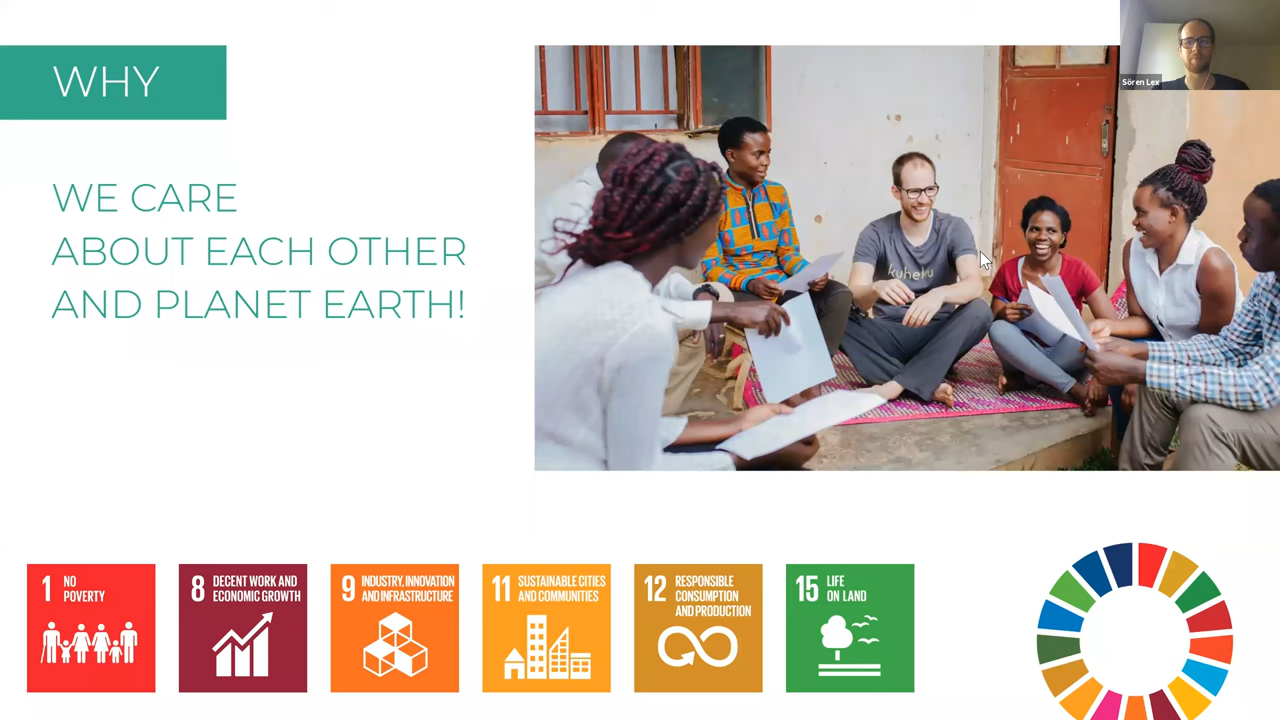 WHY
WE CARE
ABOUT EACH OTHER
AND PLANET EARTH!
Sören Lex
kuheku
1 NO
POVERTY
8 DECENT WORK AND
ECONOMIC GROWTH
9 INDUSTRY, INNOVATION
AND INFRASTRUCTURE
11 SUSTAINABLE CITIES
AND COMMUNITIES
12 RESPONSIBLE
CONSUMPTION
AND PRODUCTION
15 LIFE
ON LAND